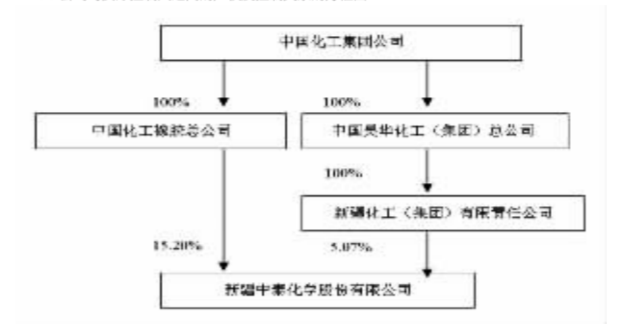 中国化工集团公司
100%
100%
中国化工橡胶总公司
中国昊华化工（集团）总公司
100%
新疆化工（集团）有限责任公司
15.20%
5.07%
新疆中泰化学股份有限公司